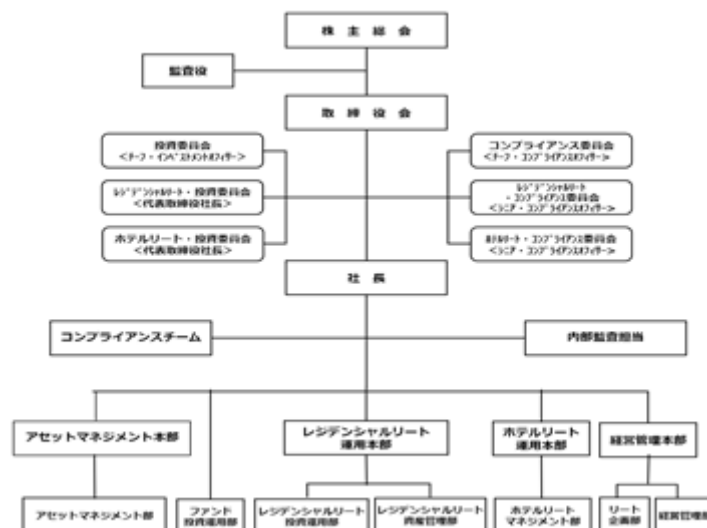 株 主 総 会
監査役
取 締 役 会
投資委員会
<チーフ・インベストメントオフィサー>
コンプライアンス委員会
<チーフ・コンプライアンスオフィサー>
レジデンシャルリート・投資委員会
<代表取締役社長>
レジデンシャルリート
・コンプライアンス委員会
<シニア・コンプライアンスオフィサー>
ホテルリート・投資委員会
<代表取締役社長>
ホテルリート・コンプライアンス委員会
<シニア・コンプライアンスオフィサー>
社 長
コンプライアンスチーム
内部監査担当
アセットマネジメント本部
レジデンシャルリート
運用本部
ホテルリート
運用本部
経営管理本部
アセットマネジメント部
ファンド
投資運用部
レジデンシャルリート
投資運用部
レジデンシャルリート
資産管理部
ホテルリート
マネジメント部
リート
企画部
経営管理部